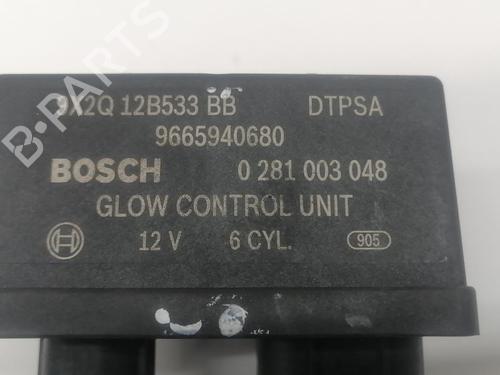 9X2Q 12B533 BB DTPSA
9665940680
BOSCH 0 281 003 048
GLOW CONTROL UNIT
12 V 6 CYL. 905
B-PARTS